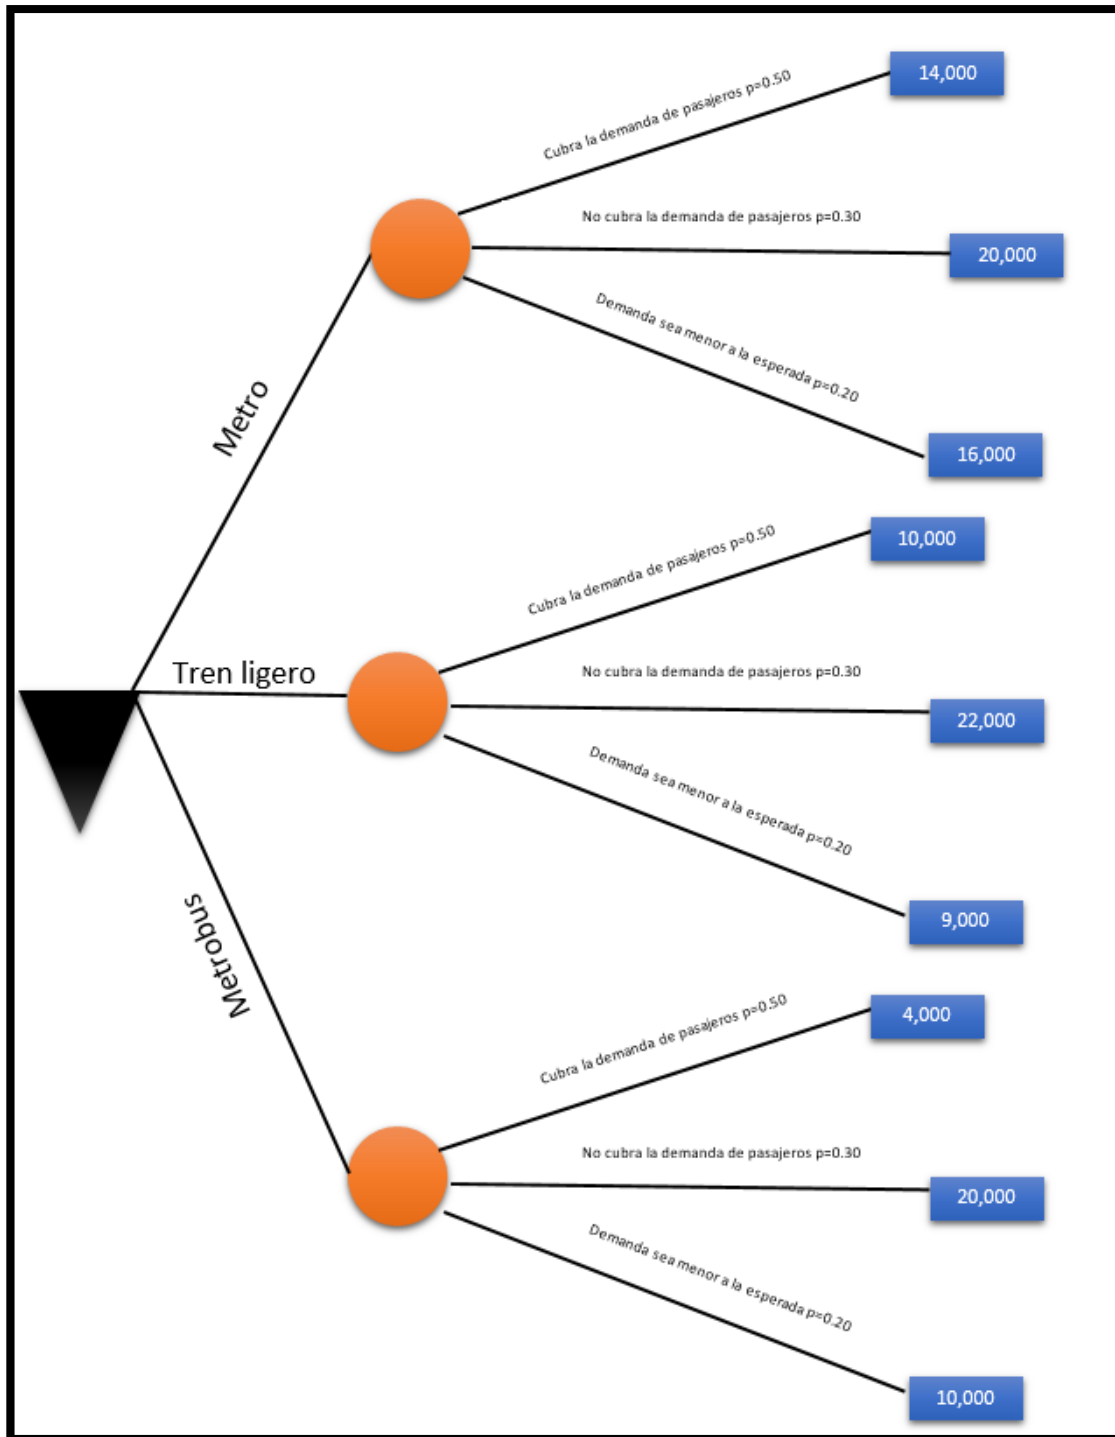 14,000
Cubra la demanda de pasajeros p=0.50
No cubra la demanda de pasajeros p=0.30
20,000
Demanda sea menor a la esperada p=0.20
Metro
16,000
10,000
Cubra la demanda de pasajeros p=0.50
Tren ligero
No cubra la demanda de pasajeros p=0.30
22,000
Demanda sea menor a la esperada p=0.20
9,000
Metrobus
4,000
Cubra la demanda de pasajeros p=0.50
No cubra la demanda de pasajeros p=0.30
20,000
Demanda sea menor a la esperada p=0.20
10,000